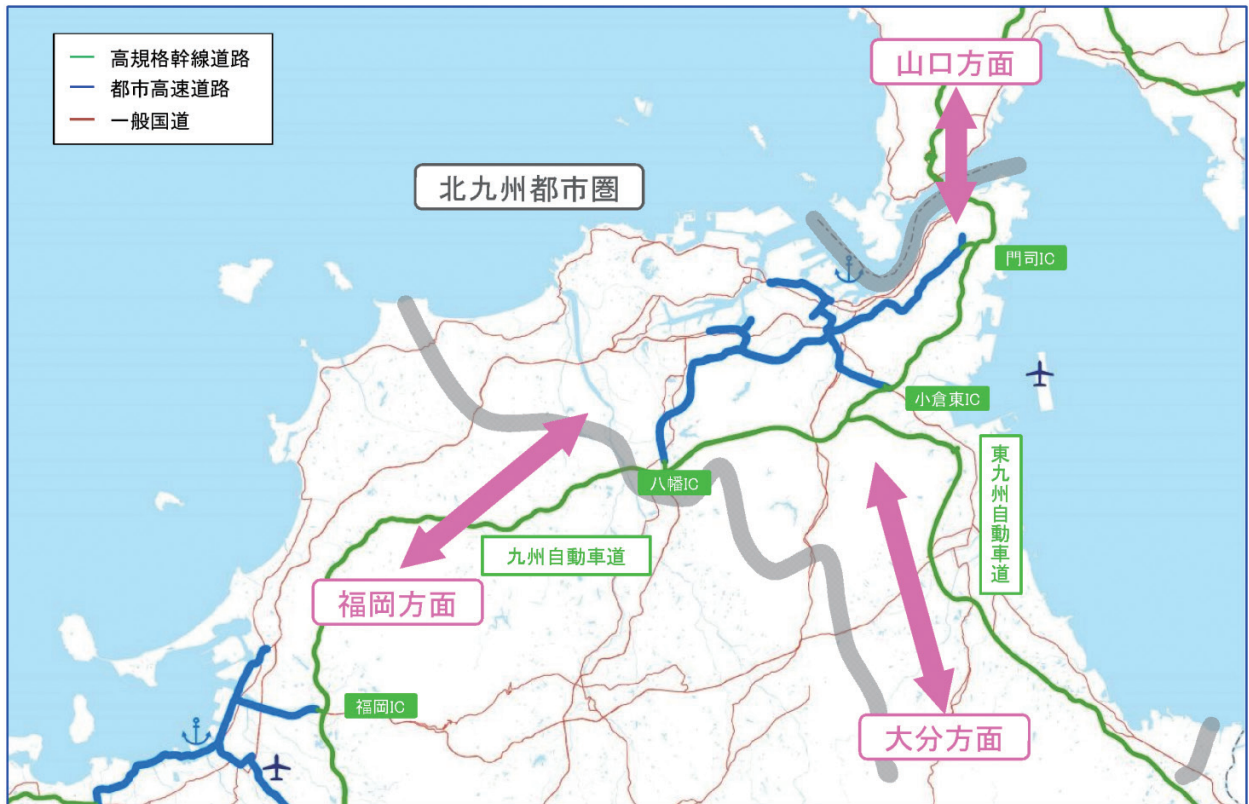 高規格幹線道路
都市高速道路
一般国道
山口方面
北九州都市圏
門司IC
小倉東IC
東九州自動車道
八幡IC
九州自動車道
福岡方面
福岡IC
大分方面